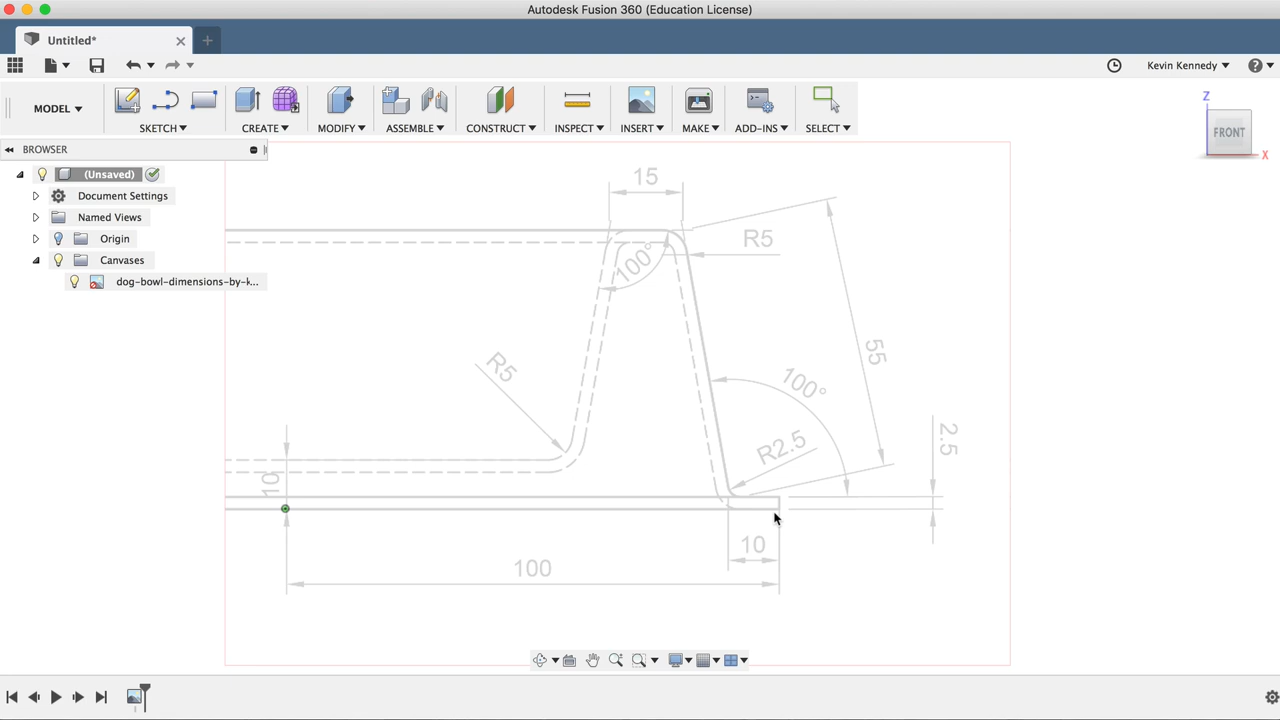 Autodesk Fusion 360 (Education License)
Untitled*
Kevin Kennedy
MODEL
SKETCH
CREATE
MODIFY
ASSEMBLE
CONSTRUCT
INSPECT
INSERT
MAKE
ADD-INS
SELECT
Z
FRONT
X
BROWSER
(Unsaved)
Document Settings
Named Views
Origin
Canvases
dog-bowl-dimensions-by-k...
15
R5
100°
55
R5
100°
R2.5
2.5
10
10
100